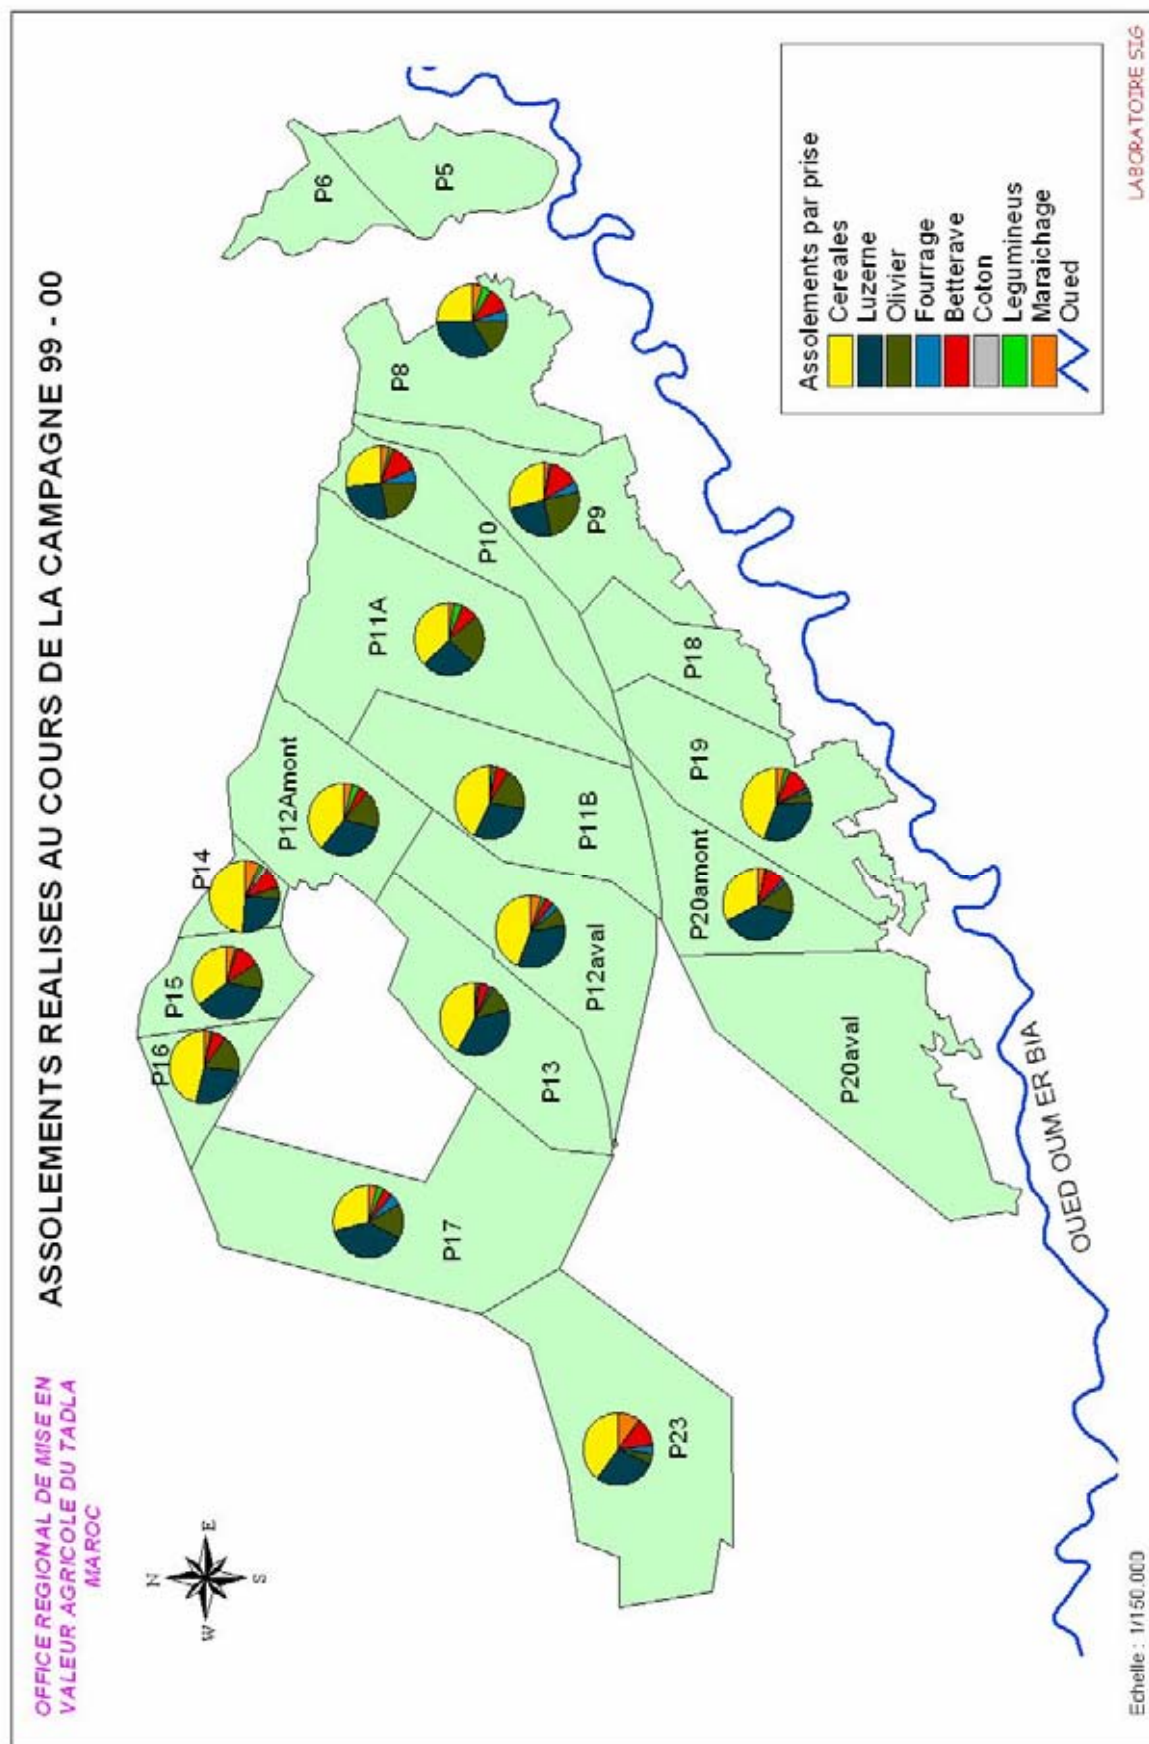 OFFICE REGIONAL DE MISE EN
VALEUR AGRICOLE DU TADLA
MAROC
ASSOLEMENTS REALISES AU COURS DE LA CAMPAGNE 99 - 00
N
W
E
S
P16
P15
P14
P12Amont
P11A
P8
P6
P5
P10
P9
P17
P13
P12aval
P11B
P18
P19
P20amont
P20aval
P23
OUED OUM ER BIA
Assolements par prise
Cereales
Luzerne
Olivier
Fourrage
Betterave
Coton
Legumineus
Maraichage
Oued
Echelle : 1/150.000
LABORATOIRE SIG